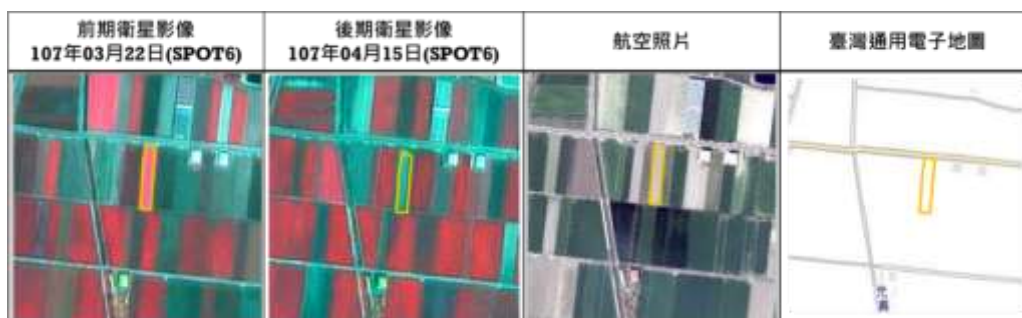 前期衛星影像
107年03月22日(SPOT6)
後期衛星影像
107年04月15日(SPOT6)
航空照片
臺灣通用電子地圖